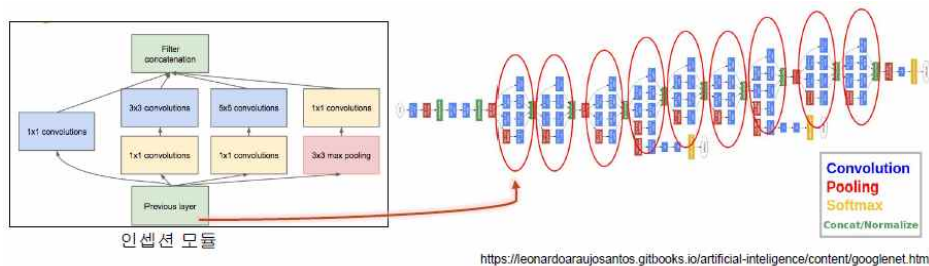 Filter
concatenation
3x3 convolutions
5x5 convolutions
1x1 convolutions
1x1 convolutions
1x1 convolutions
1x1 convolutions
3x3 max pooling
Previous layer
인셉션 모듈
Convolution
Pooling
Softmax
Concat/Normalize
https://leonardoaraujosantos.gitbooks.io/artificial-inteligence/content/googlenet.htm